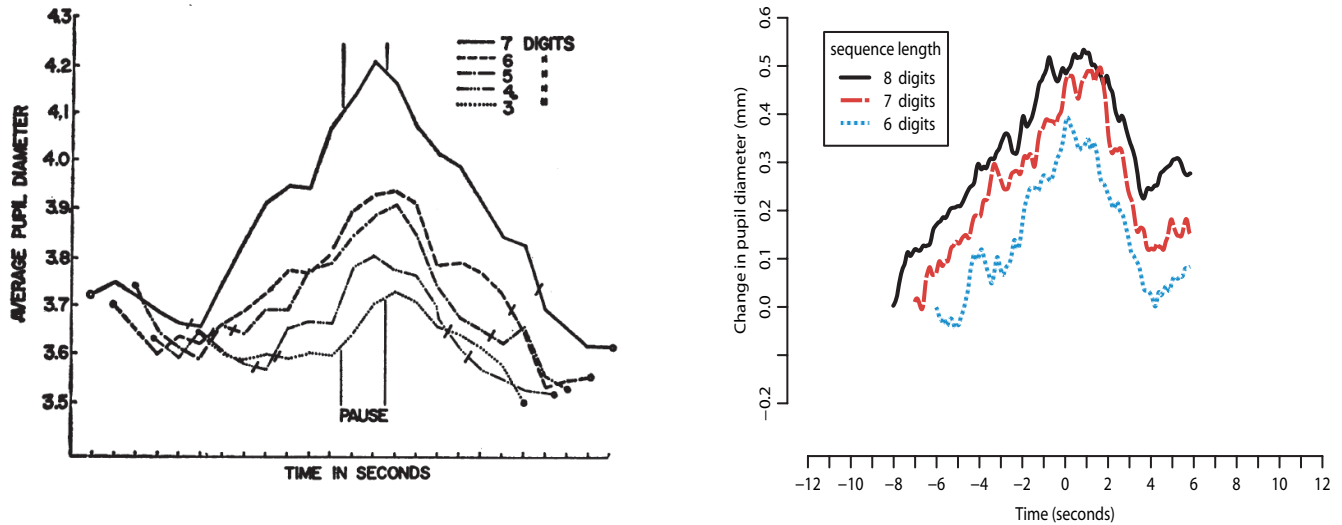 4.3
4.2
4.1
4.0
3.9
3.8
3.7
3.6
3.5
AVERAGE PUPIL DIAMETER
7 DIGITS
6 "
5 "
4 "
3 "
PAUSE
TIME IN SECONDS
0.6
0.5
0.4
0.3
0.2
0.1
0.0
−0.2
Change in pupil diameter (mm)
sequence length
8 digits
7 digits
6 digits
−12 −10 −8 −6 −4 −2 0 2 4 6 8 10 12
Time (seconds)